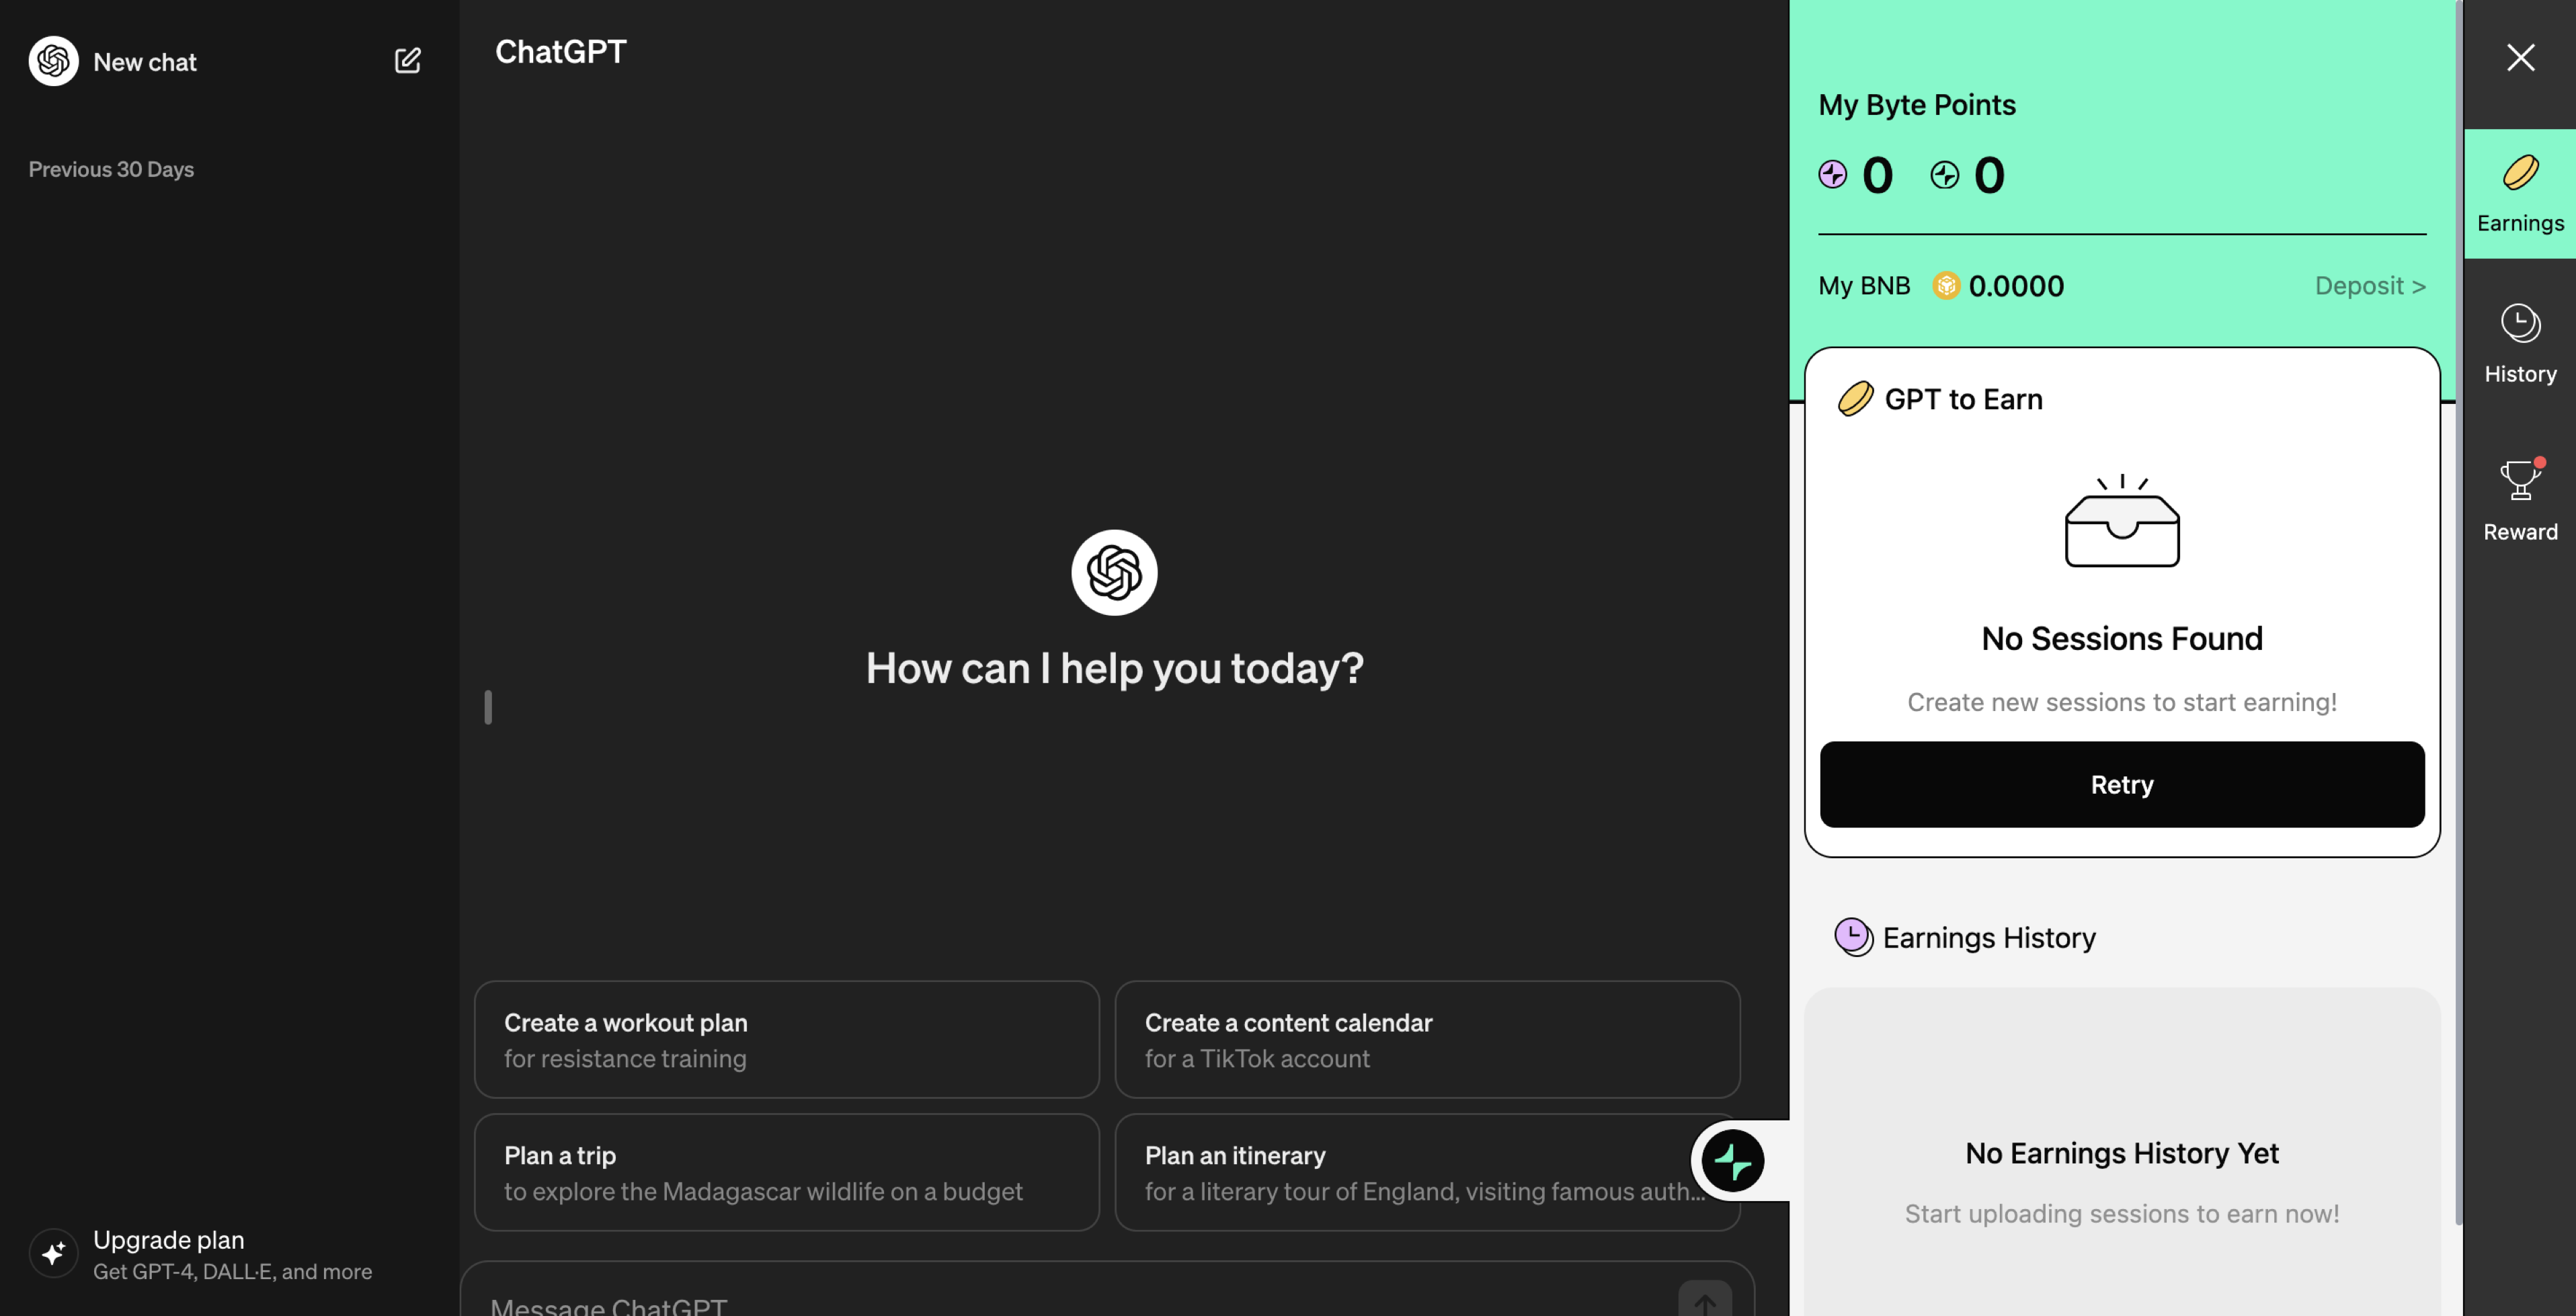 New chat
Previous 30 Days
Upgrade plan
Get GPT-4, DALL·E, and more
ChatGPT
How can I help you today?
Create a workout plan
for resistance training
Create a content calendar
for a TikTok account
Plan a trip
to explore the Madagascar wildlife on a budget
Plan an itinerary
for a literary tour of England, visiting famous auth...
Message ChatGPT
My Byte Points
0 0
My BNB 0.0000 Deposit >
GPT to Earn
No Sessions Found
Create new sessions to start earning!
Retry
Earnings History
No Earnings History Yet
Start uploading sessions to earn now!
Earnings
History
Reward